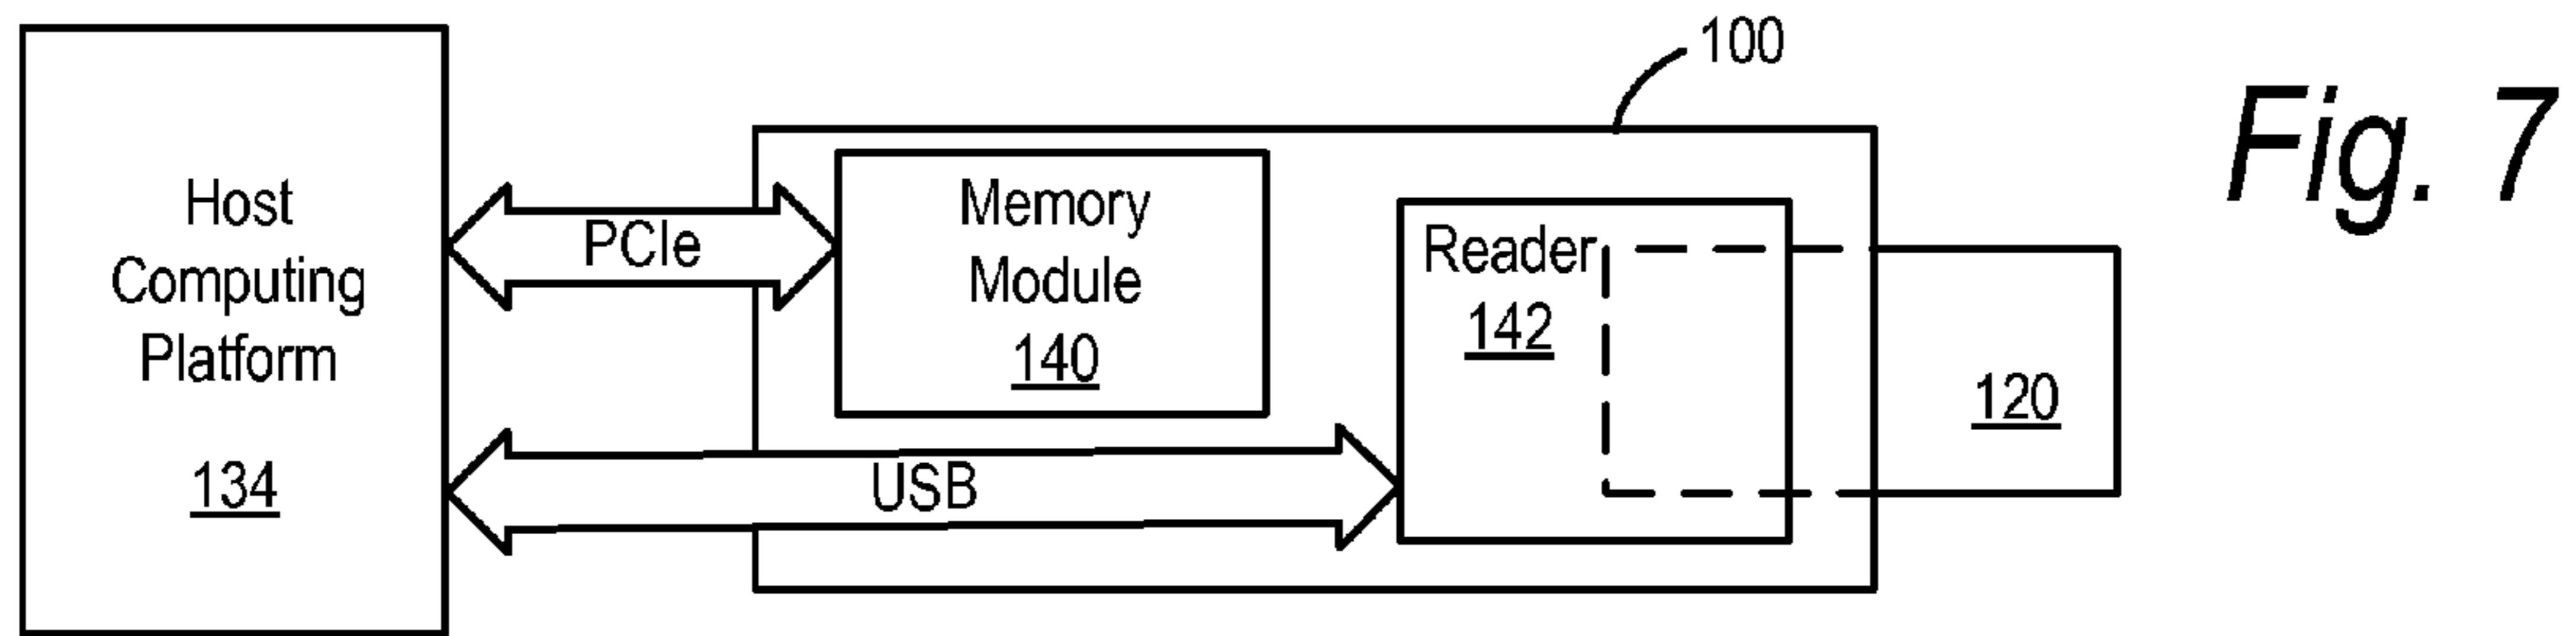 100
Fig. 7
Host
Computing
Platform
134
PCIe
Memory
Module
140
Reader
142
120
USB